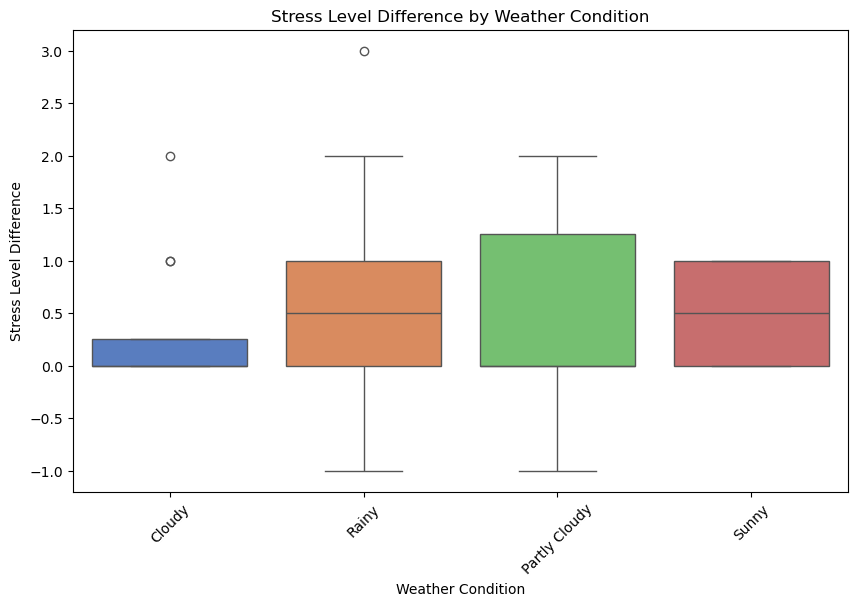 Stress Level Difference by Weather Condition
Stress Level Difference
3.0
2.5
2.0
1.5
1.0
0.5
0.0
−0.5
−1.0
Cloudy
Rainy
Partly Cloudy
Sunny
Weather Condition